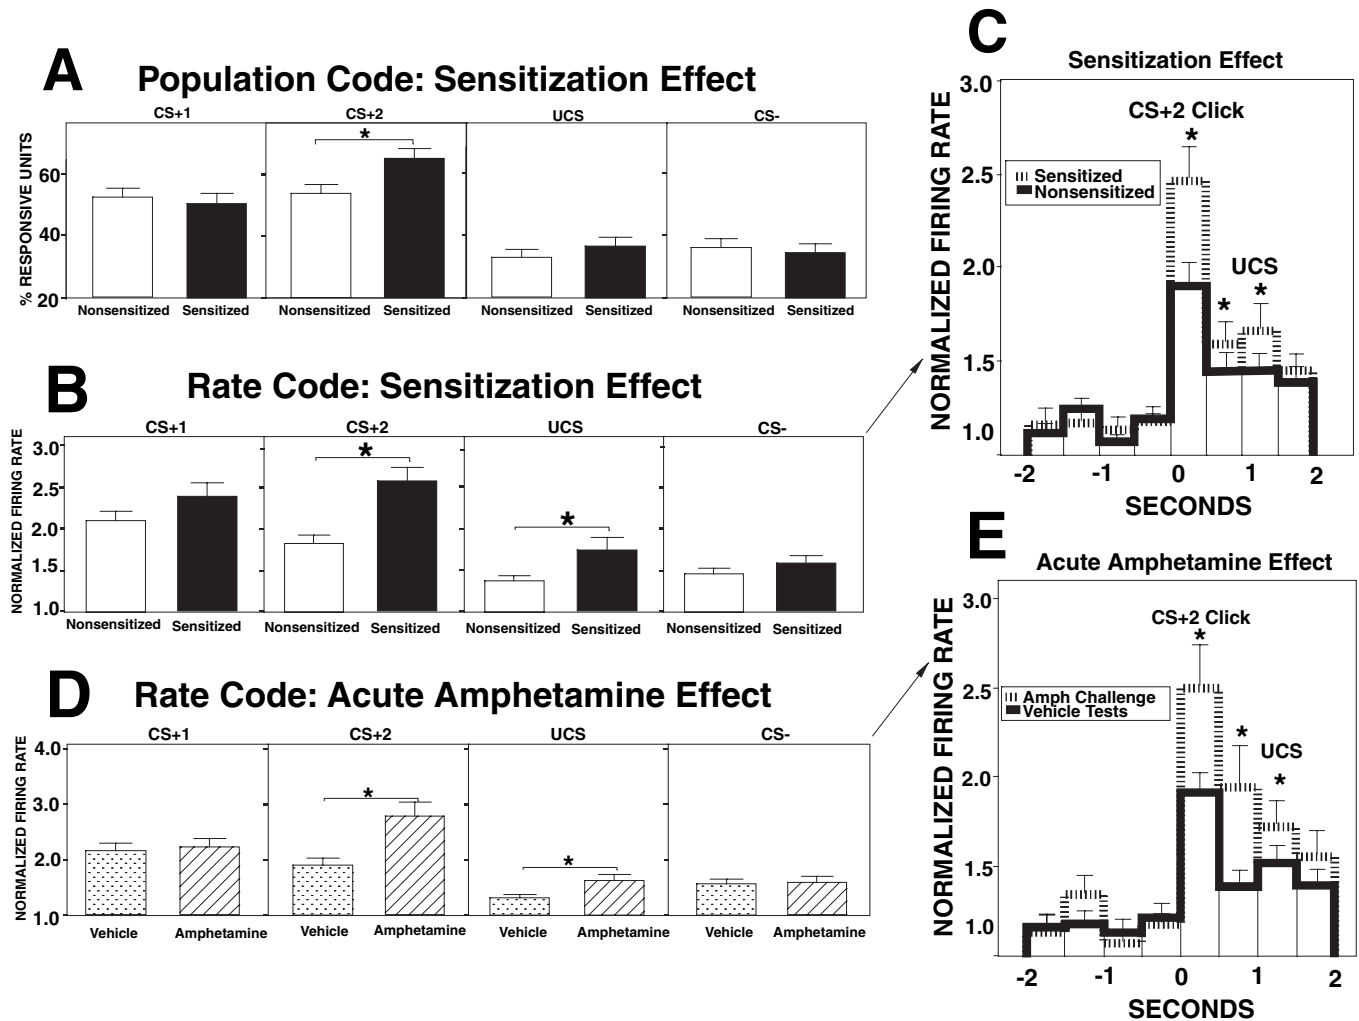 A
Population Code: Sensitization Effect
CS+1
CS+2
UCS
CS-
*
% RESPONSIVE UNITS
60
40
20
Nonsensitized
Sensitized
Nonsensitized
Sensitized
Nonsensitized
Sensitized
Nonsensitized
Sensitized
B
Rate Code: Sensitization Effect
CS+1
CS+2
UCS
CS-
*
*
NORMALIZED FIRING RATE
3.0
2.5
2.0
1.5
1.0
Nonsensitized
Sensitized
Nonsensitized
Sensitized
Nonsensitized
Sensitized
Nonsensitized
Sensitized
D
Rate Code: Acute Amphetamine Effect
CS+1
CS+2
UCS
CS-
*
*
NORMALIZED FIRING RATE
4.0
3.0
2.0
1.0
Vehicle
Amphetamine
Vehicle
Amphetamine
Vehicle
Amphetamine
Vehicle
Amphetamine
C
Sensitization Effect
NORMALIZED FIRING RATE
3.0
2.5
2.0
1.5
1.0
CS+2 Click
*
Sensitized
Nonsensitized
UCS
*
*
-2
-1
0
1
2
SECONDS
E
Acute Amphetamine Effect
NORMALIZED FIRING RATE
3.0
2.5
2.0
1.5
1.0
CS+2 Click
*
Amph Challenge
Vehicle Tests
*
UCS
*
-2
-1
0
1
2
SECONDS